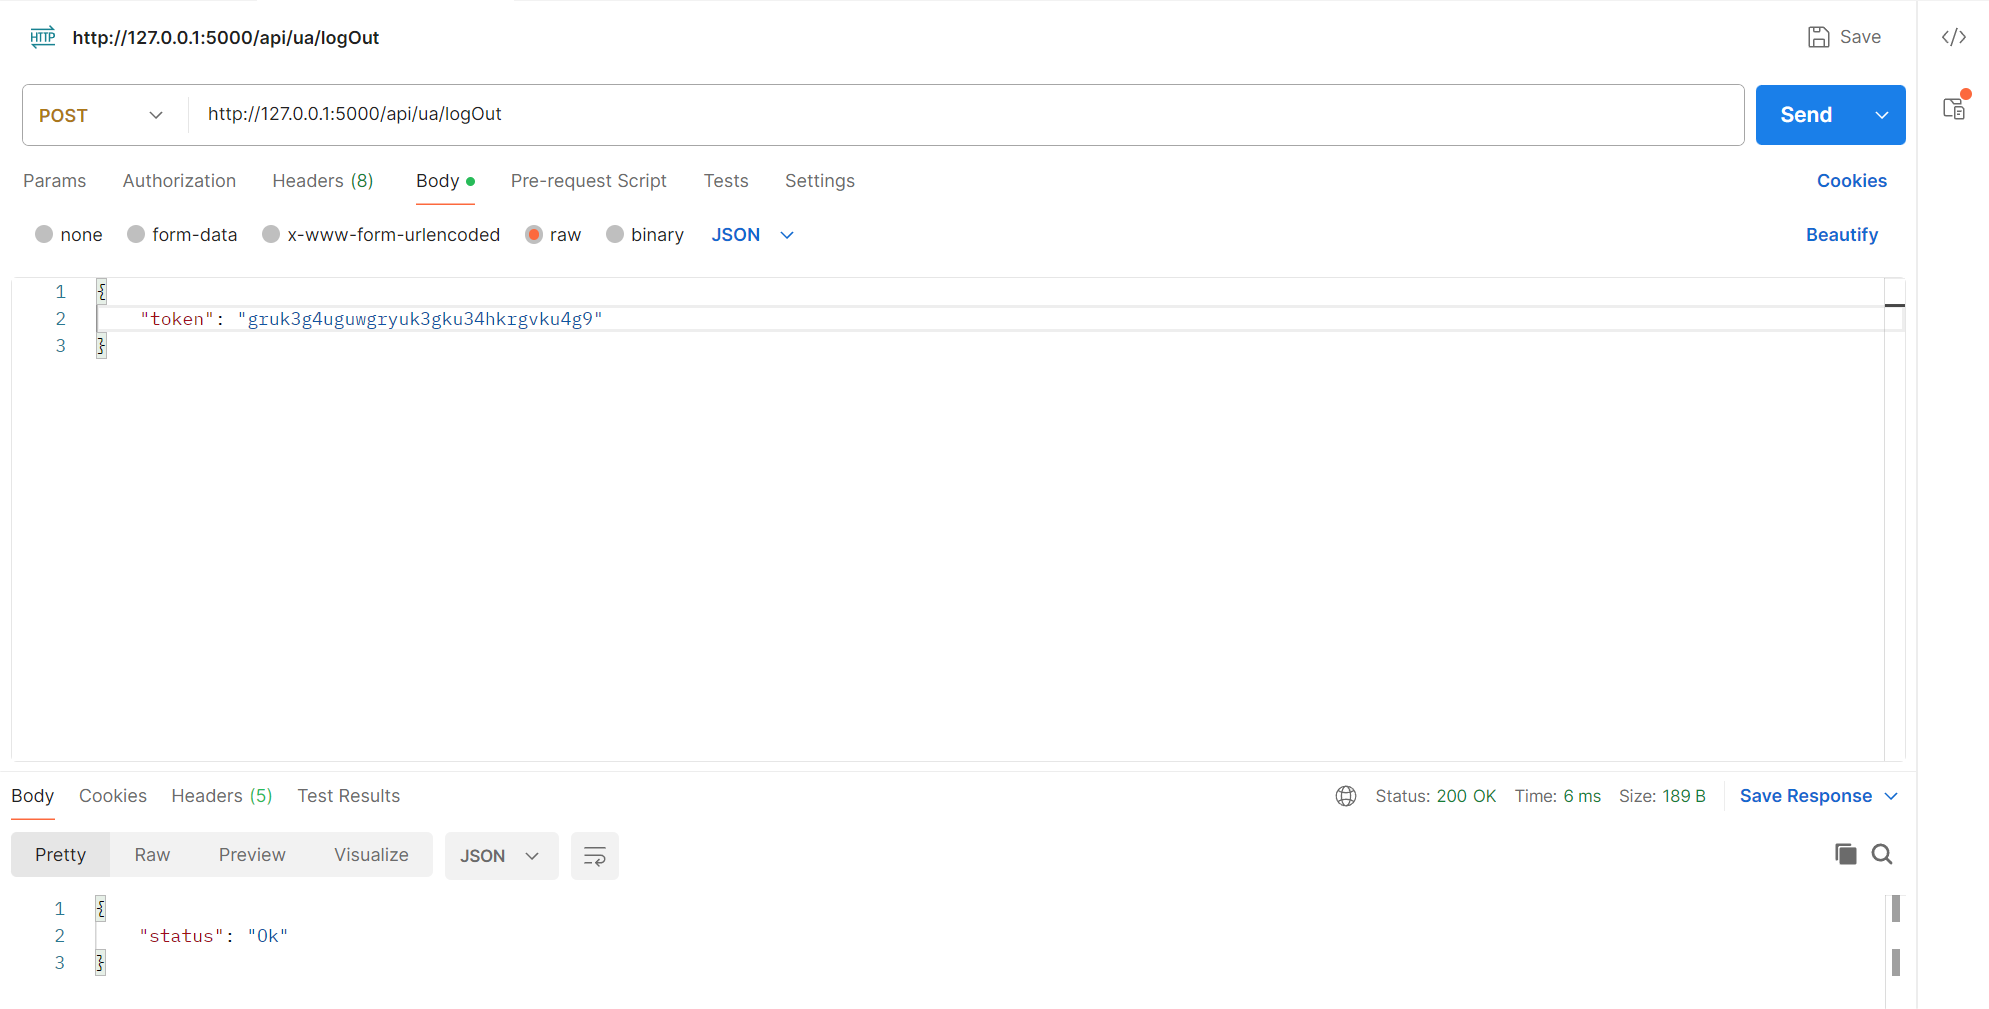 HTTP http://127.0.0.1:5000/api/ua/logOut Save
POST http://127.0.0.1:5000/api/ua/logOut Send
Params Authorization Headers (8) Body Pre-request Script Tests Settings Cookies
none form-data x-www-form-urlencoded raw binary JSON Beautify
1 {
2 "token": "gruk3g4uguwgryuk3gku34hkrgvku4g9"
3 }
Body Cookies Headers (5) Test Results Status: 200 OK Time: 6 ms Size: 189 B Save Response
Pretty Raw Preview Visualize JSON
1 {
2 "status": "Ok"
3 }